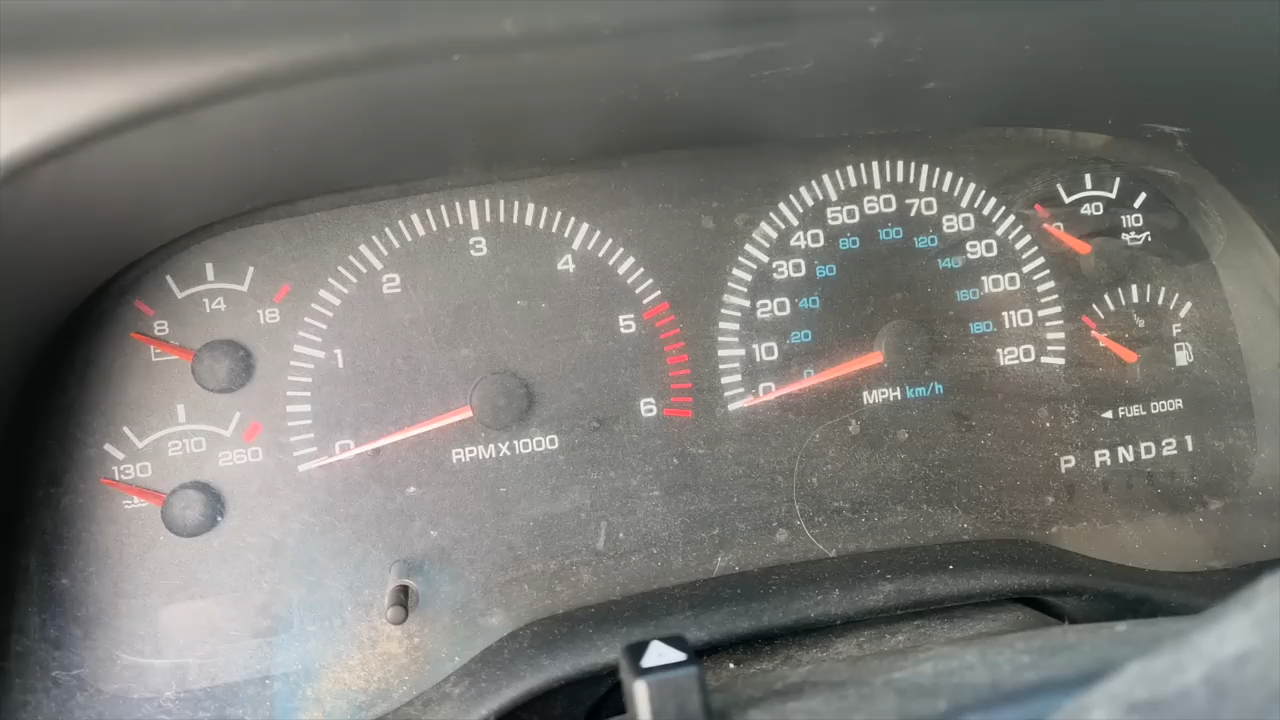 8 14 18
130 210 260
0 1 2 3 4 5 6
RPM X 1000
0 10 20 30 40 50 60 70 80 90 100 110 120
0 20 40 60 80 100 120 140 160 180
MPH km/h
40 110
1/2 F
◄ FUEL DOOR
P RND21